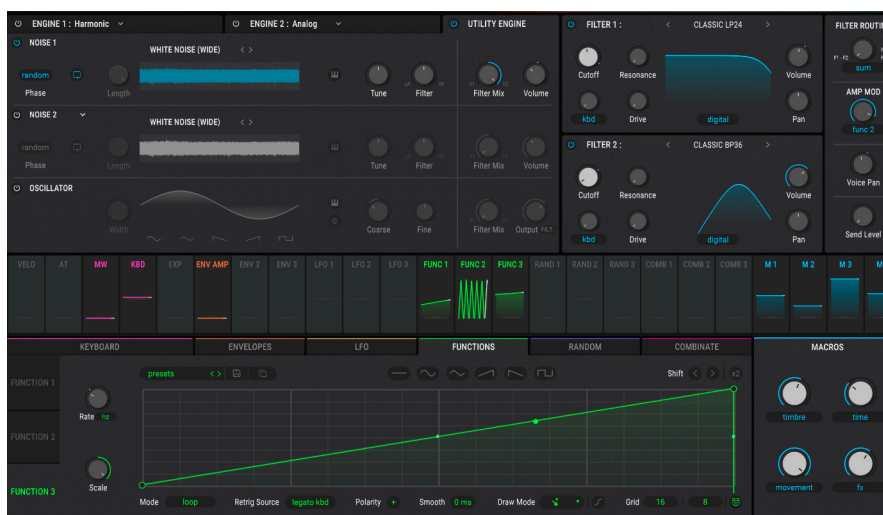 ENGINE 1 : Harmonic
ENGINE 2 : Analog
UTILITY ENGINE
FILTER 1 :
CLASSIC LP24
FILTER ROUTIN
NOISE 1
WHITE NOISE (WIDE)
random
Phase
Length
Tune
Filter
Filter Mix
Volume
Cutoff
Resonance
Volume
F1 - F2
sum
kbd
Drive
digital
Pan
AMP MOD
func 2
NOISE 2
WHITE NOISE (WIDE)
random
Phase
Length
Tune
Filter
Filter Mix
Volume
FILTER 2 :
CLASSIC BP36
Cutoff
Resonance
Volume
Voice Pan
OSCILLATOR
Width
Coarse
Fine
Filter Mix
Output FILT.
kbd
Drive
digital
Pan
Send Level
VELO AT MW KBD EXP ENV AMP ENV 2 ENV 3 LFO 1 LFO 2 LFO 3 FUNC 1 FUNC 2 FUNC 3 RAND 1 RAND 2 RAND 3 COMB 1 COMB 2 COMB 3 M 1 M 2 M 3 M
KEYBOARD ENVELOPES LFO FUNCTIONS RANDOM COMBINATE MACROS
FUNCTION 1
FUNCTION 2
FUNCTION 3
presets
Shift
x2
Rate hz
Scale
timbre
time
movement
fx
Mode loop Retrig Source legato kbd Polarity + Smooth 0 ms Draw Mode Grid 16 8